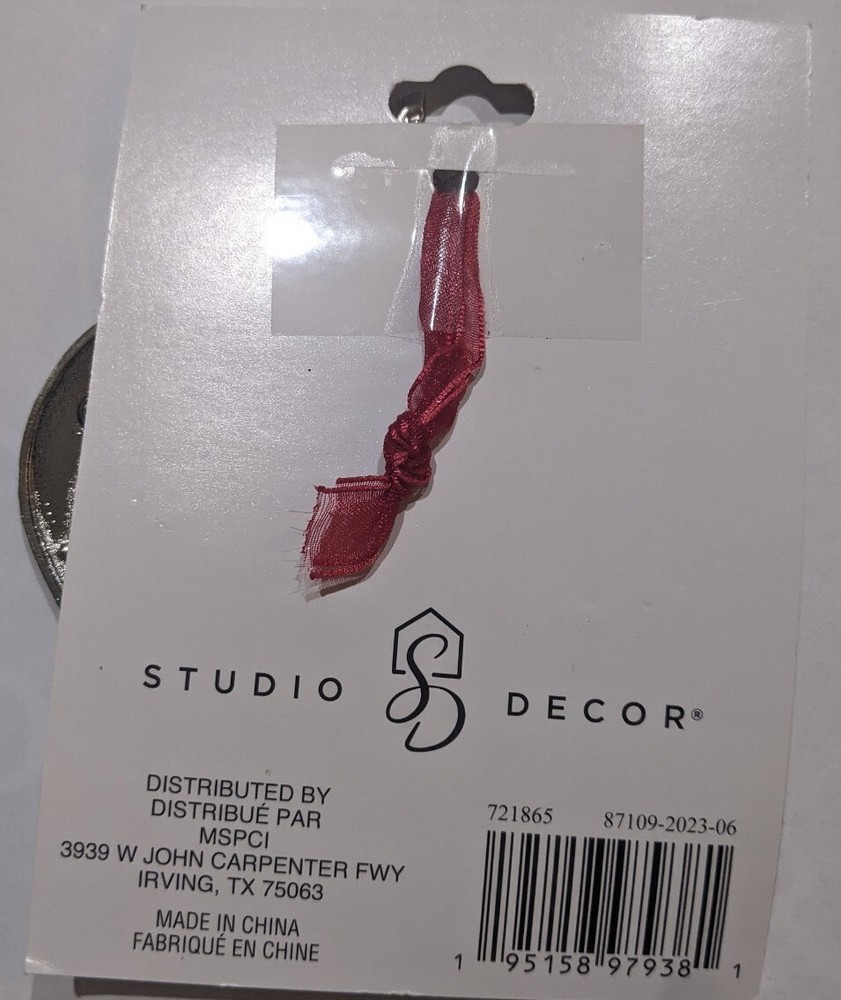 STUDIO SD DECOR®
DISTRIBUTED BY
DISTRIBUÉ PAR
MSPCI
3939 W JOHN CARPENTER FWY
IRVING, TX 75063
MADE IN CHINA
FABRIQUÉ EN CHINE
721865 87109-2023-06
1 95158 97938 1